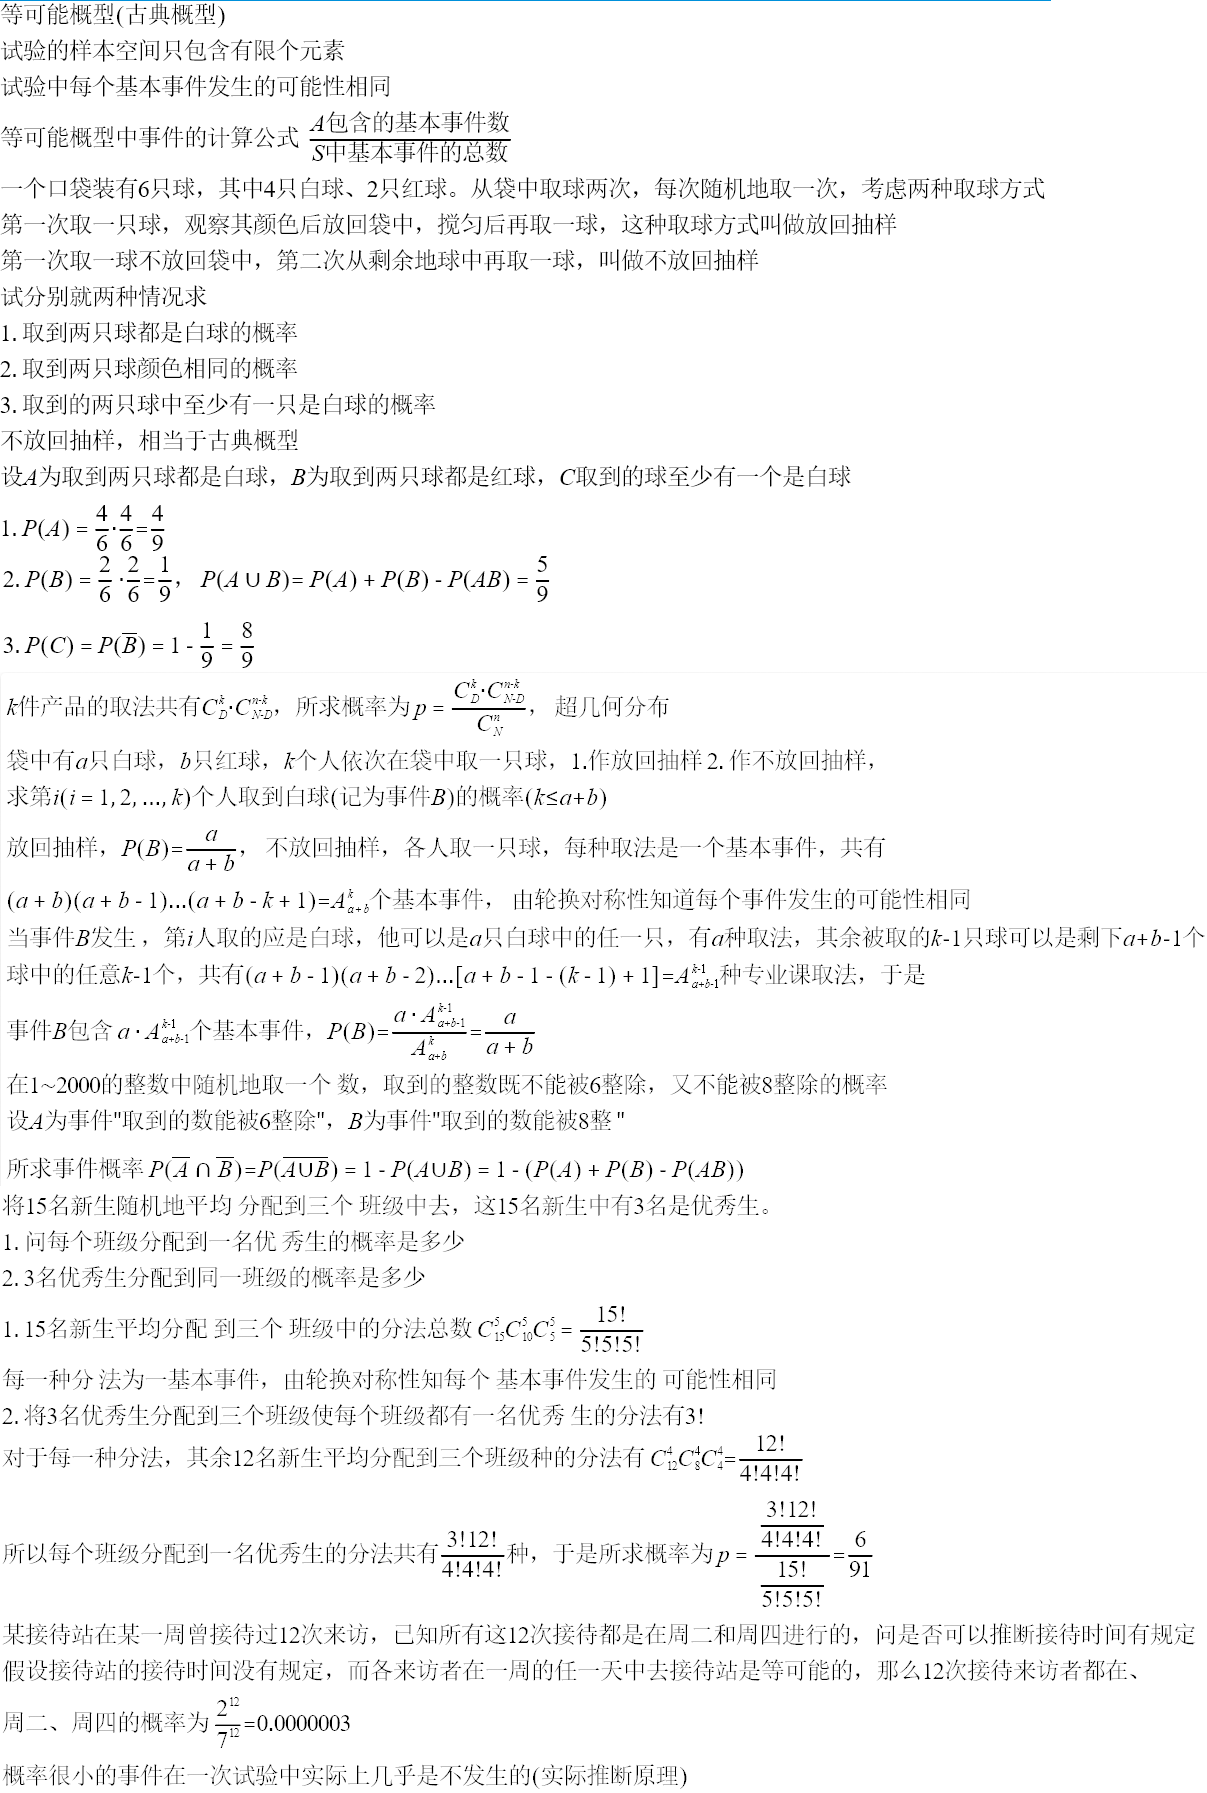 等可能概型(古典概型)
试验的样本空间只包含有限个元素
试验中每个基本事件发生的可能性相同
等可能概型中事件的计算公式 A包含的基本事件数/S中基本事件的总数
一个口袋装有6只球，其中4只白球、2只红球。从袋中取球两次，每次随机地取一次，考虑两种取球方式
第一次取一只球，观察其颜色后放回袋中，搅匀后再取一球，这种取球方式叫做放回抽样
第一次取一球不放回袋中，第二次从剩余地球中再取一球，叫做不放回抽样
试分别就两种情况求
1. 取到两只球都是白球的概率
2. 取到两只球颜色相同的概率
3. 取到的两只球中至少有一只是白球的概率
不放回抽样，相当于古典概型
设A为取到两只球都是白球，B为取到两只球都是红球，C取到的球至少有一个是白球
1. P(A) = 4/6·4/6=4/9
2. P(B) = 2/6·2/6=1/9， P(A ∪ B)= P(A) + P(B) - P(AB) = 5/9
3. P(C) = P(B̅) = 1 - 1/9 = 8/9
k件产品的取法共有C_D^k·C_{N-D}^{n-k}，所求概率为 p = (C_D^k·C_{N-D}^{n-k})/C_N^n， 超几何分布
袋中有a只白球，b只红球，k个人依次在袋中取一只球，1.作放回抽样 2. 作不放回抽样，
求第i(i = 1, 2, ..., k)个人取到白球(记为事件B)的概率(k≤a+b)
放回抽样，P(B)=a/(a + b)， 不放回抽样，各人取一只球，每种取法是一个基本事件，共有
(a + b)(a + b - 1)...(a + b - k + 1)=A_{a+b}^k个基本事件， 由轮换对称性知道每个事件发生的可能性相同
当事件B发生 ，第i人取的应是白球，他可以是a只白球中的任一只，有a种取法，其余被取的k-1只球可以是剩下a+b-1个
球中的任意k-1个，共有(a + b - 1)(a + b - 2)...[a + b - 1 - (k - 1) + 1]=A_{a+b-1}^{k-1}种专业课取法，于是
事件B包含 a · A_{a+b-1}^{k-1}个基本事件，P(B)=(a · A_{a+b-1}^{k-1})/A_{a+b}^k=a/(a + b)
在1~2000的整数中随机地取一个 数，取到的整数既不能被6整除，又不能被8整除的概率
设A为事件"取到的数能被6整除"，B为事件"取到的数能被8整 "
所求事件概率 P(A̅ ∩ B̅)=P(A̅∪̅B̅) = 1 - P(A∪B) = 1 - (P(A) + P(B) - P(AB))
将15名新生随机地平均 分配到三个 班级中去，这15名新生中有3名是优秀生。
1. 问每个班级分配到一名优 秀生的概率是多少
2. 3名优秀生分配到同一班级的概率是多少
1. 15名新生平均分配 到三个 班级中的分法总数 C_15^5C_10^5C_5^5 = 15!/(5!5!5!)
每一种分 法为一基本事件，由轮换对称性知每个 基本事件发生的 可能性相同
2. 将3名优秀生分配到三个班级使每个班级都有一名优秀 生的分法有3!
对于每一种分法，其余12名新生平均分配到三个班级种的分法有 C_12^4C_8^4C_4^4=12!/(4!4!4!)
所以每个班级分配到一名优秀生的分法共有3!12!/(4!4!4!)种，于是所求概率为 p = (3!12!/(4!4!4!))/(15!/(5!5!5!))=6/91
某接待站在某一周曾接待过12次来访，已知所有这12次接待都是在周二和周四进行的，问是否可以推断接待时间有规定
假设接待站的接待时间没有规定，而各来访者在一周的任一天中去接待站是等可能的，那么12次接待来访者都在、
周二、周四的概率为 2^12/7^12=0.0000003
概率很小的事件在一次试验中实际上几乎是不发生的(实际推断原理)